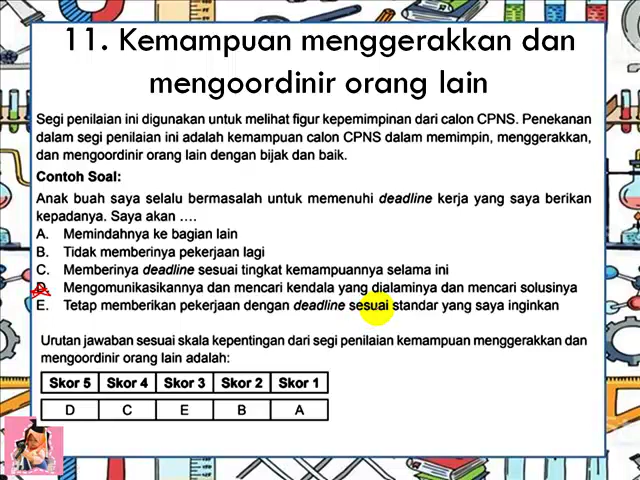 11. Kemampuan menggerakkan dan
mengoordinir orang lain
Segi penilaian ini digunakan untuk melihat figur kepemimpinan dari calon CPNS. Penekanan
dalam segi penilaian ini adalah kemampuan calon CPNS dalam memimpin, menggerakkan,
dan mengoordinir orang lain dengan bijak dan baik.
Contoh Soal:
Anak buah saya selalu bermasalah untuk memenuhi deadline kerja yang saya berikan
kepadanya. Saya akan ....
A. Memindahnya ke bagian lain
B. Tidak memberinya pekerjaan lagi
C. Memberinya deadline sesuai tingkat kemampuannya selama ini
D. Mengomunikasikannya dan mencari kendala yang dialaminya dan mencari solusinya
E. Tetap memberikan pekerjaan dengan deadline sesuai standar yang saya inginkan
Urutan jawaban sesuai skala kepentingan dari segi penilaian kemampuan menggerakkan dan
mengoordinir orang lain adalah:
Skor 5 Skor 4 Skor 3 Skor 2 Skor 1
D C E B A